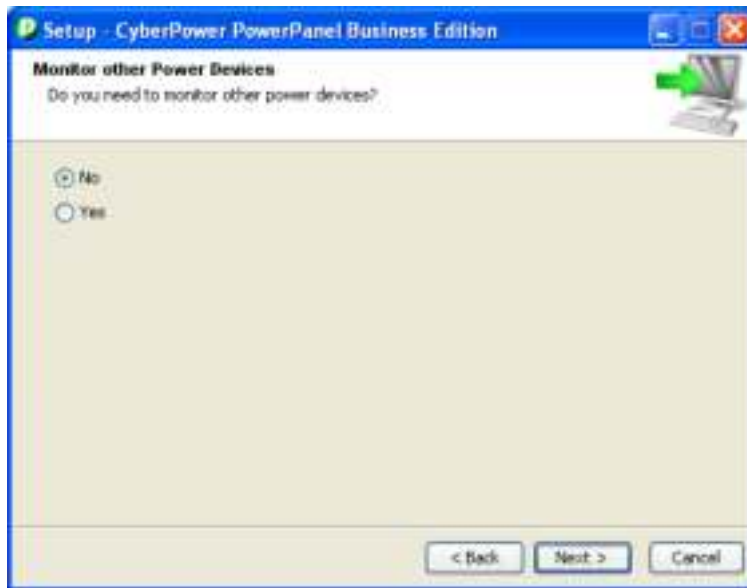 Setup - CyberPower PowerPanel Business Edition
Monitor other Power Devices
Do you need to monitor other power devices?
No
Yes
< Back Next > Cancel